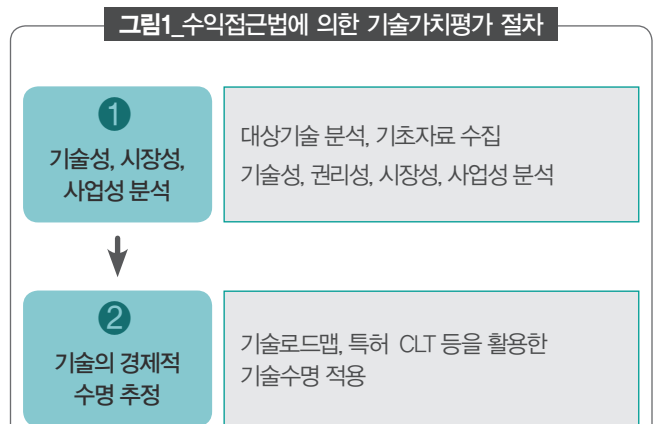 그림1_수익접근법에 의한 기술가치평가 절차
1
기술성, 시장성,
사업성 분석
대상기술 분석, 기초자료 수집
기술성, 권리성, 시장성, 사업성 분석
2
기술의 경제적
수명 추정
기술로드맵, 특허 CLT 등을 활용한
기술수명 적용